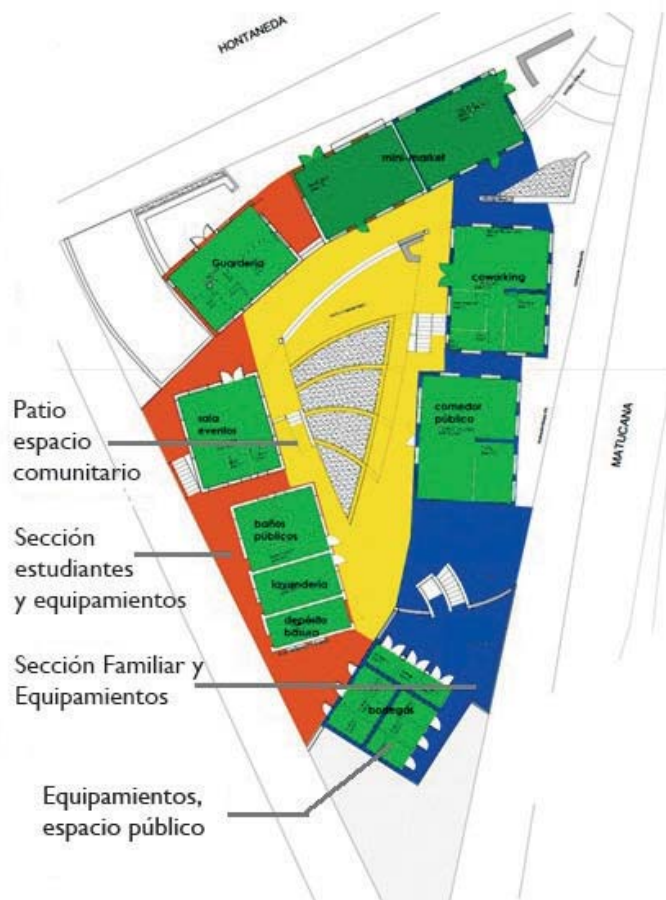 HONTANEDA
mini-market
Guardería
coworking
Patio
espacio
comunitario
sala
eventos
comedor
público
MATUCANA
baños
públicos
Sección
estudiantes
y equipamientos
lavandería
depósito
basura
Sección Familiar y
Equipamientos
bodegas
Equipamientos,
espacio público